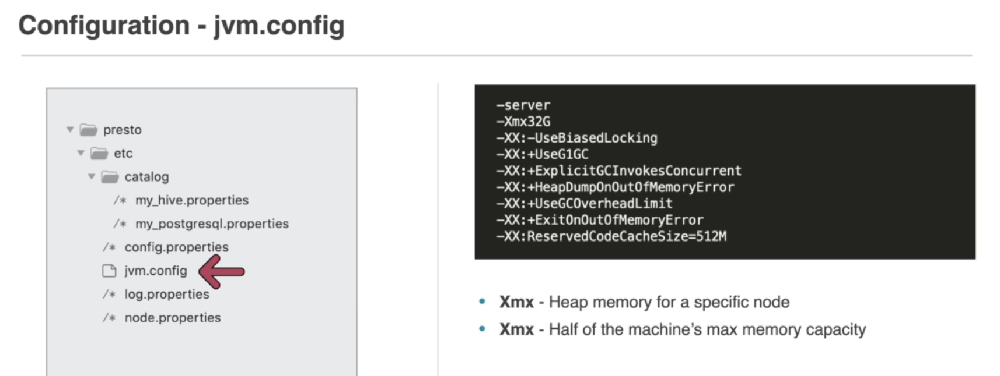 Configuration - jvm.config
presto
etc
catalog
/* my_hive.properties
/* my_postgresql.properties
/* config.properties
jvm.config
/* log.properties
/* node.properties
-server
-Xmx32G
-XX:-UseBiasedLocking
-XX:+UseG1GC
-XX:+ExplicitGCInvokesConcurrent
-XX:+HeapDumpOnOutOfMemoryError
-XX:+UseGCOverheadLimit
-XX:+ExitOnOutOfMemoryError
-XX:ReservedCodeCacheSize=512M
• Xmx - Heap memory for a specific node
• Xmx - Half of the machine's max memory capacity